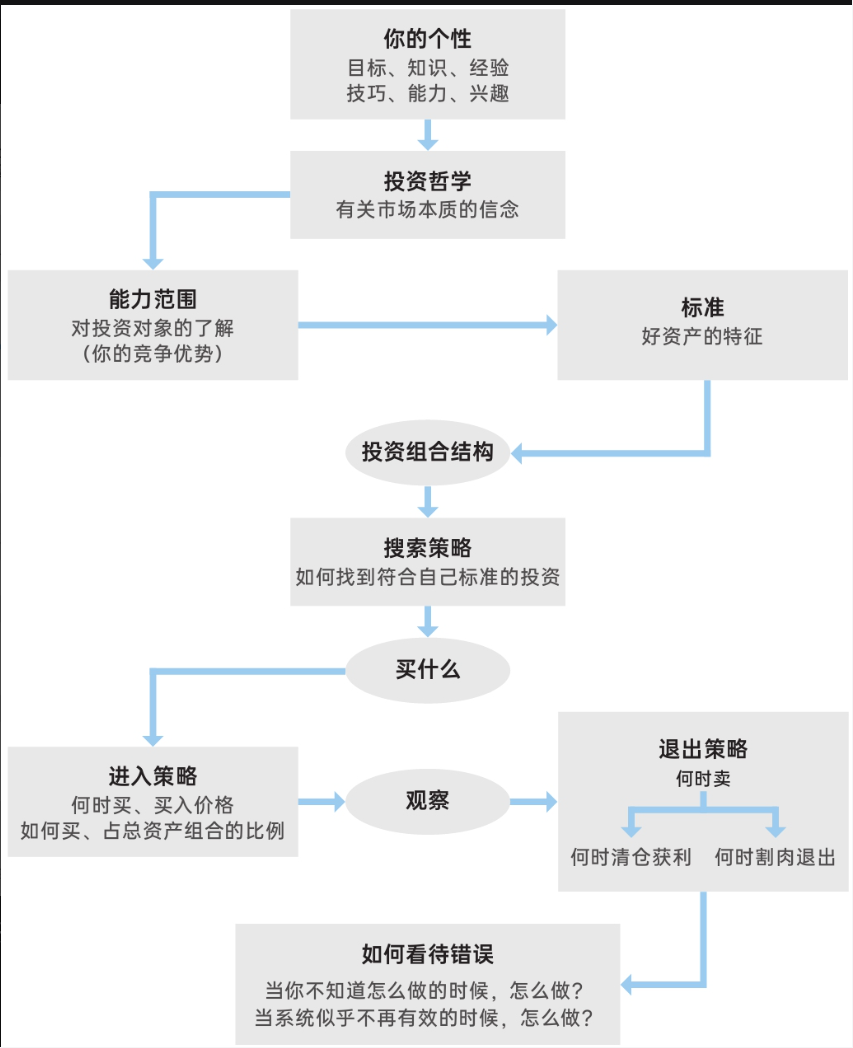 你的个性
目标、知识、经验
技巧、能力、兴趣
投资哲学
有关市场本质的信念
能力范围
对投资对象的了解
（你的竞争优势）
标准
好资产的特征
投资组合结构
搜索策略
如何找到符合自己标准的投资
买什么
进入策略
何时买、买入价格
如何买、占总资产组合的比例
观察
退出策略
何时卖
何时清仓获利
何时割肉退出
如何看待错误
当你不知道怎么做的时候，怎么做？
当系统似乎不再有效的时候，怎么做？